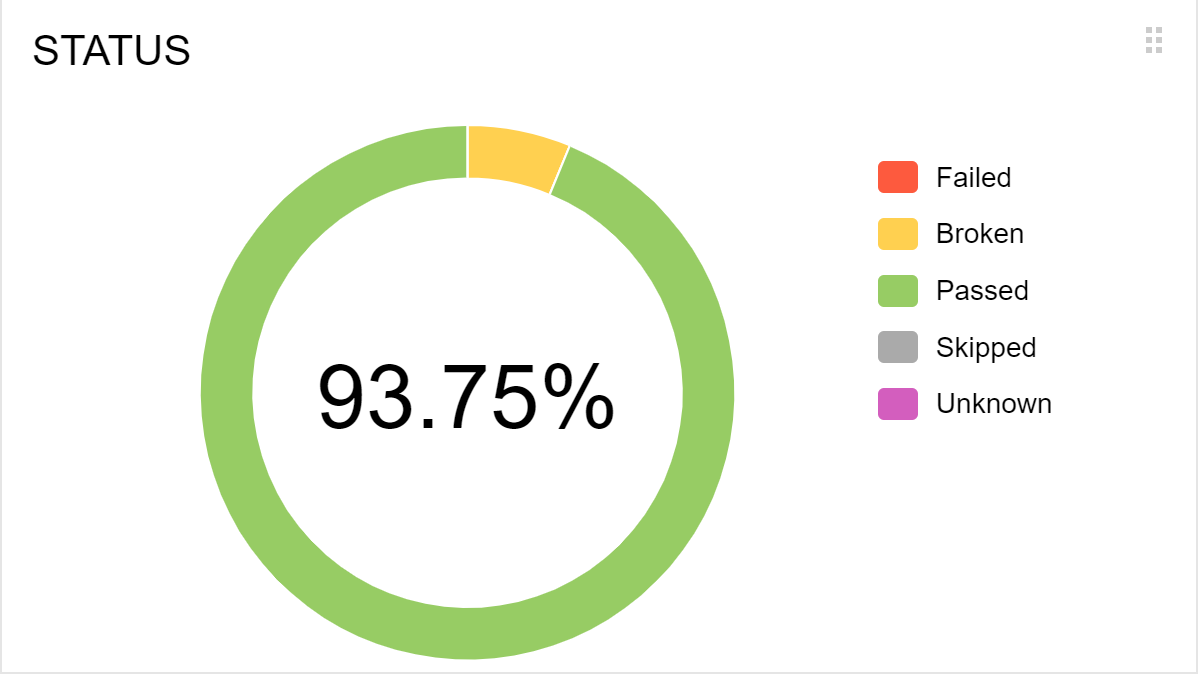 STATUS
Failed
Broken
Passed
Skipped
Unknown
93.75%